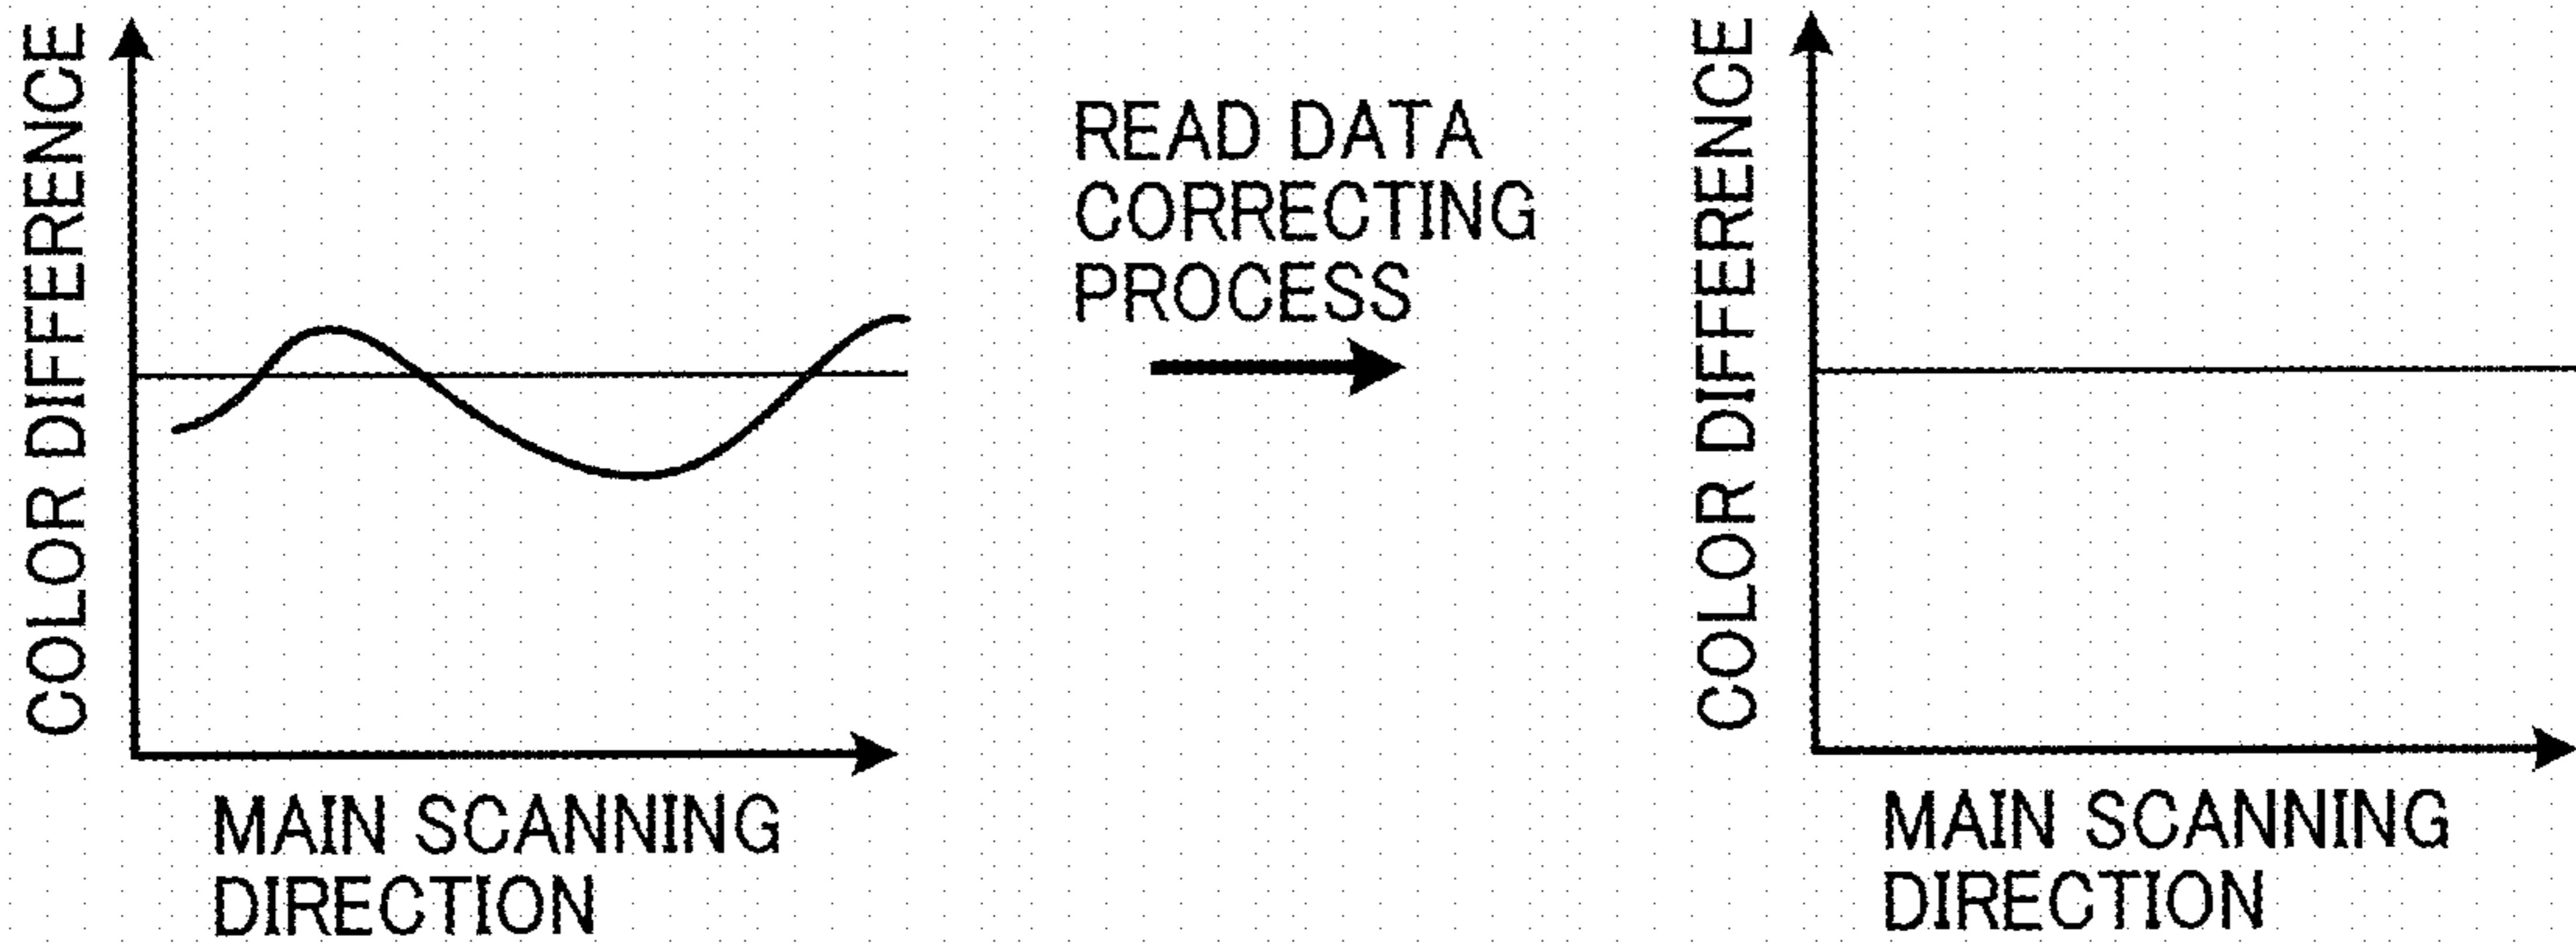 COLOR DIFFERENCE
MAIN SCANNING
DIRECTION
READ DATA
CORRECTING
PROCESS
COLOR DIFFERENCE
MAIN SCANNING
DIRECTION